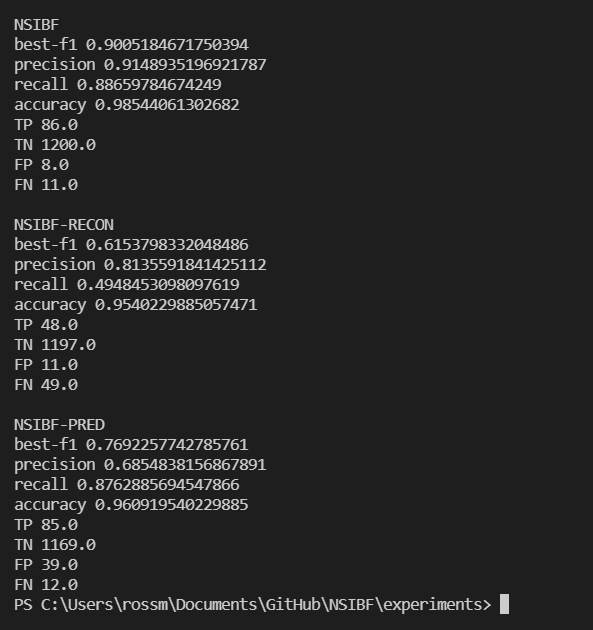 NSIBF
best-f1 0.9005184671750394
precision 0.9148935196921787
recall 0.88659784674249
accuracy 0.98544061302682
TP 86.0
TN 1200.0
FP 8.0
FN 11.0
NSIBF-RECON
best-f1 0.6153798332048486
precision 0.8135591841425112
recall 0.4948453098097619
accuracy 0.9540229885057471
TP 48.0
TN 1197.0
FP 11.0
FN 49.0
NSIBF-PRED
best-f1 0.7692257742785761
precision 0.6854838156867891
recall 0.8762885694547866
accuracy 0.960919540229885
TP 85.0
TN 1169.0
FP 39.0
FN 12.0
PS C:\Users\rossm\Documents\GitHub\NSIBF\experiments>